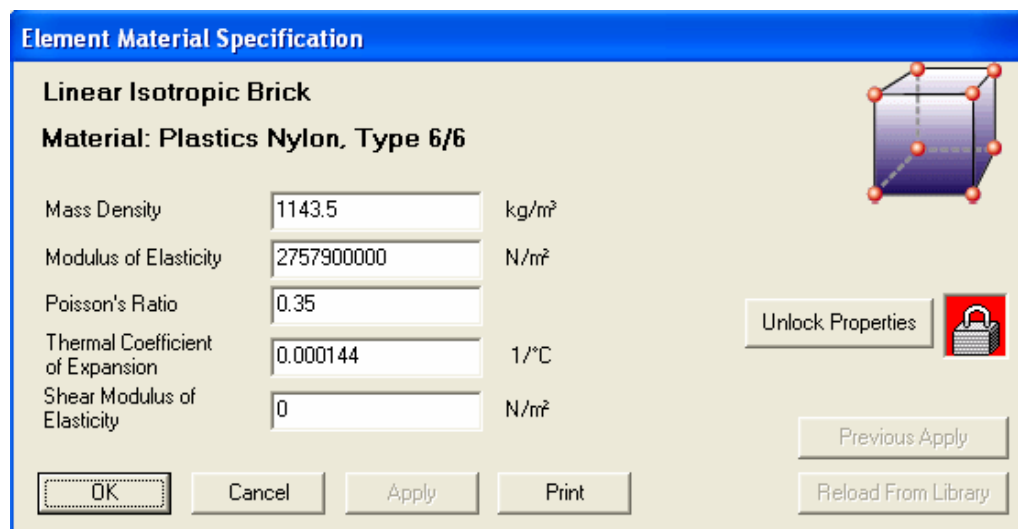 Element Material Specification
Linear Isotropic Brick
Material: Plastics Nylon, Type 6/6
Mass Density 1143.5 kg/m³
Modulus of Elasticity 2757900000 N/m²
Poisson's Ratio 0.35
Unlock Properties
Thermal Coefficient
of Expansion 0.000144 1/°C
Shear Modulus of
Elasticity 0 N/m²
Previous Apply
OK Cancel Apply Print Reload From Library